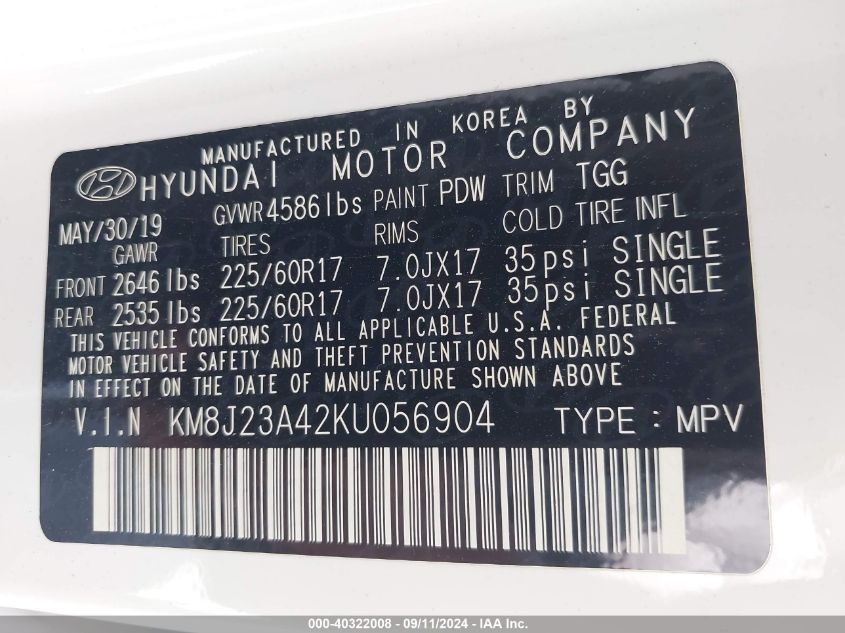 MANUFACTURED IN KOREA BY
HYUNDAI MOTOR COMPANY
MAY/30/19 GVWR 4586 lbs PAINT PDW TRIM TGG
GAWR TIRES RIMS COLD TIRE INFL
FRONT 2646 lbs 225/60R17 7.0JX17 35psi SINGLE
REAR 2535 lbs 225/60R17 7.0JX17 35psi SINGLE
THIS VEHICLE CONFORMS TO ALL APPLICABLE U.S.A. FEDERAL
MOTOR VEHICLE SAFETY AND THEFT PREVENTION STANDARDS
IN EFFECT ON THE DATE OF MANUFACTURE SHOWN ABOVE
V.I.N KM8J23A42KU056904 TYPE : MPV
000-40322008 - 09/11/2024 - IAA Inc.